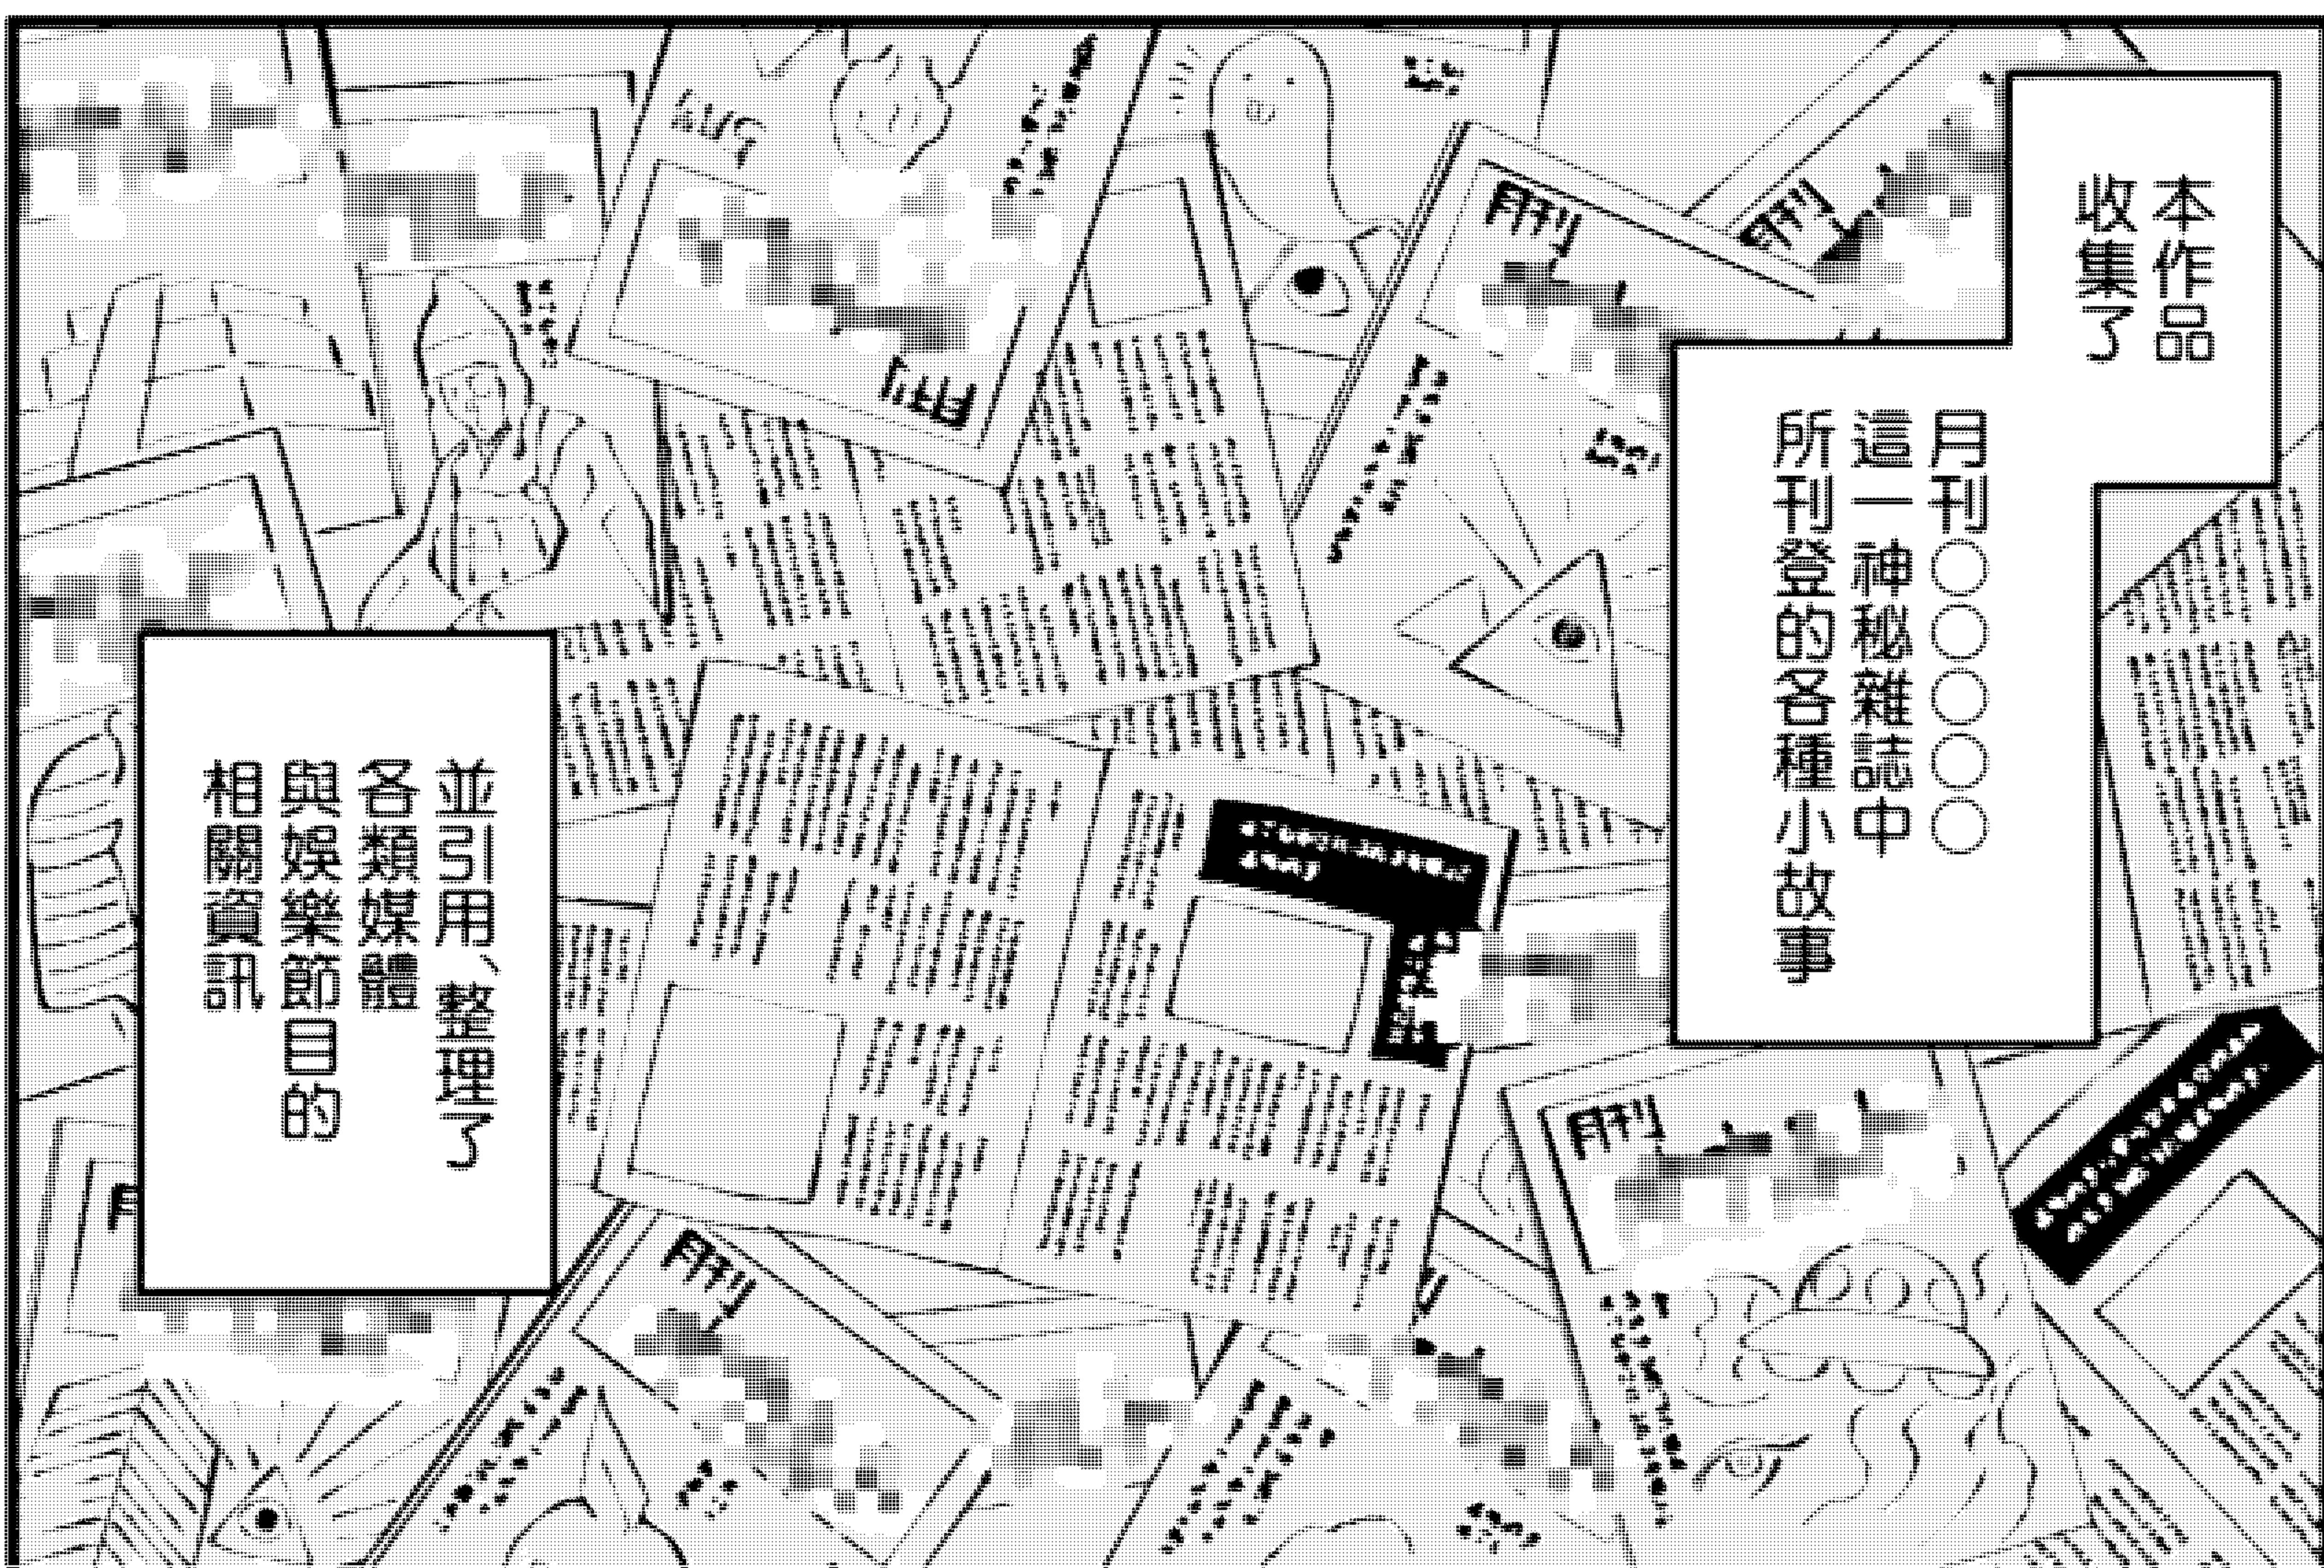 本作品
收集了
月刊○○○○○
這一神秘雜誌中
所刊登的各種小故事
並引用、整理了
各類媒體
與娛樂節目的
相關資訊
月刊
月刊
月刊
月刊
月刊